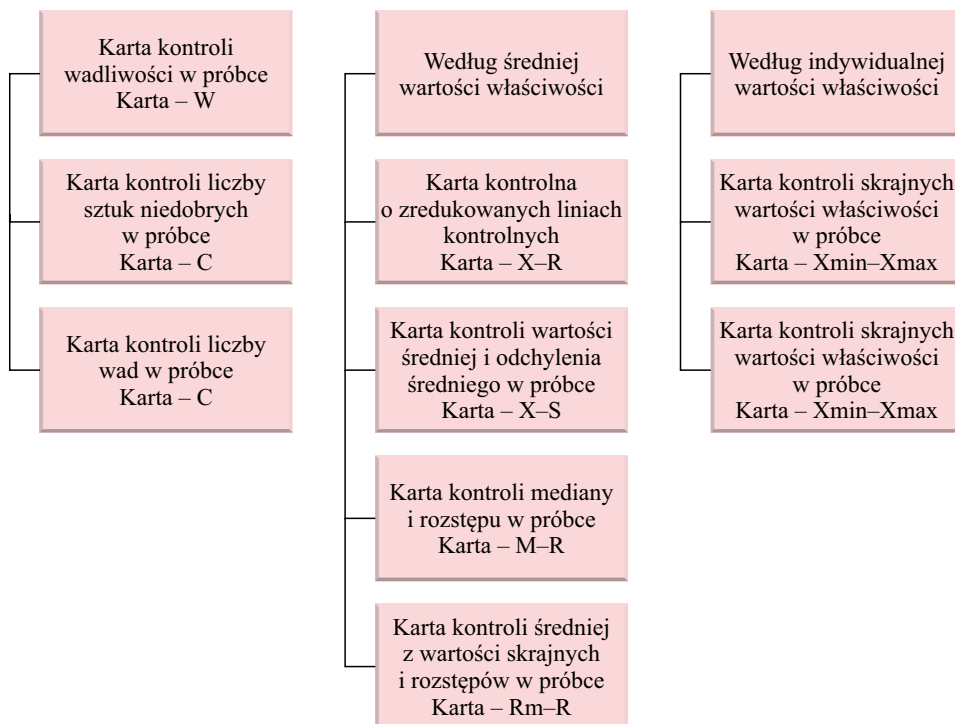 Karta kontroli
wadliwości w próbce
Karta – W
Karta kontroli liczby
sztuk niedobrych
w próbce
Karta – C
Karta kontroli liczby
wad w próbce
Karta – C
Według średniej
wartości właściwości
Karta kontrolna
o zredukowanych liniach
kontrolnych
Karta – X–R
Karta kontroli wartości
średniej i odchylenia
średniego w próbce
Karta – X–S
Karta kontroli mediany
i rozstępu w próbce
Karta – M–R
Karta kontroli średniej
z wartości skrajnych
i rozstępów w próbce
Karta – Rm–R
Według indywidualnej
wartości właściwości
Karta kontroli skrajnych
wartości właściwości
w próbce
Karta – Xmin–Xmax
Karta kontroli skrajnych
wartości właściwości
w próbce
Karta – Xmin–Xmax